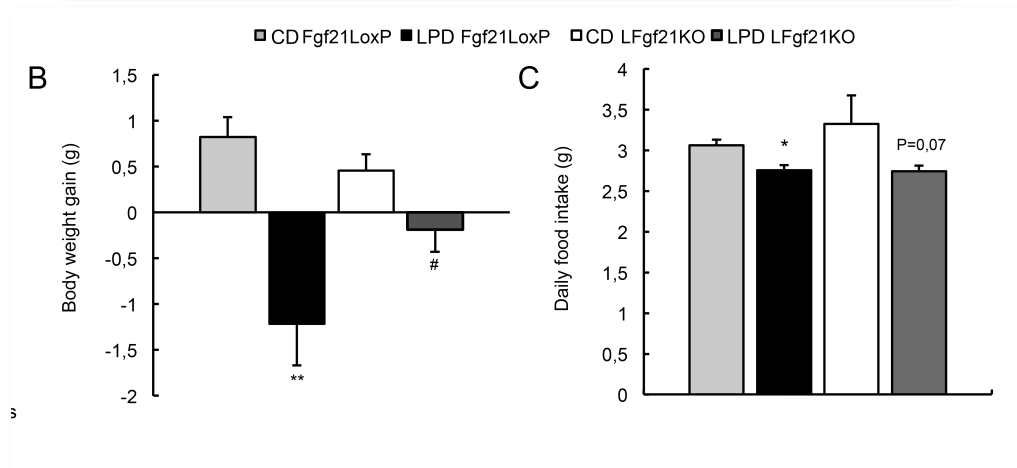 CD Fgf21LoxP LPD Fgf21LoxP CD LFgf21KO LPD LFgf21KO
B
Body weight gain (g)
1,5
1
0,5
0
-0,5
-1
-1,5
-2
**
#
C
Daily food intake (g)
4
3,5
3
2,5
2
1,5
1
0,5
0
*
P=0,07
s